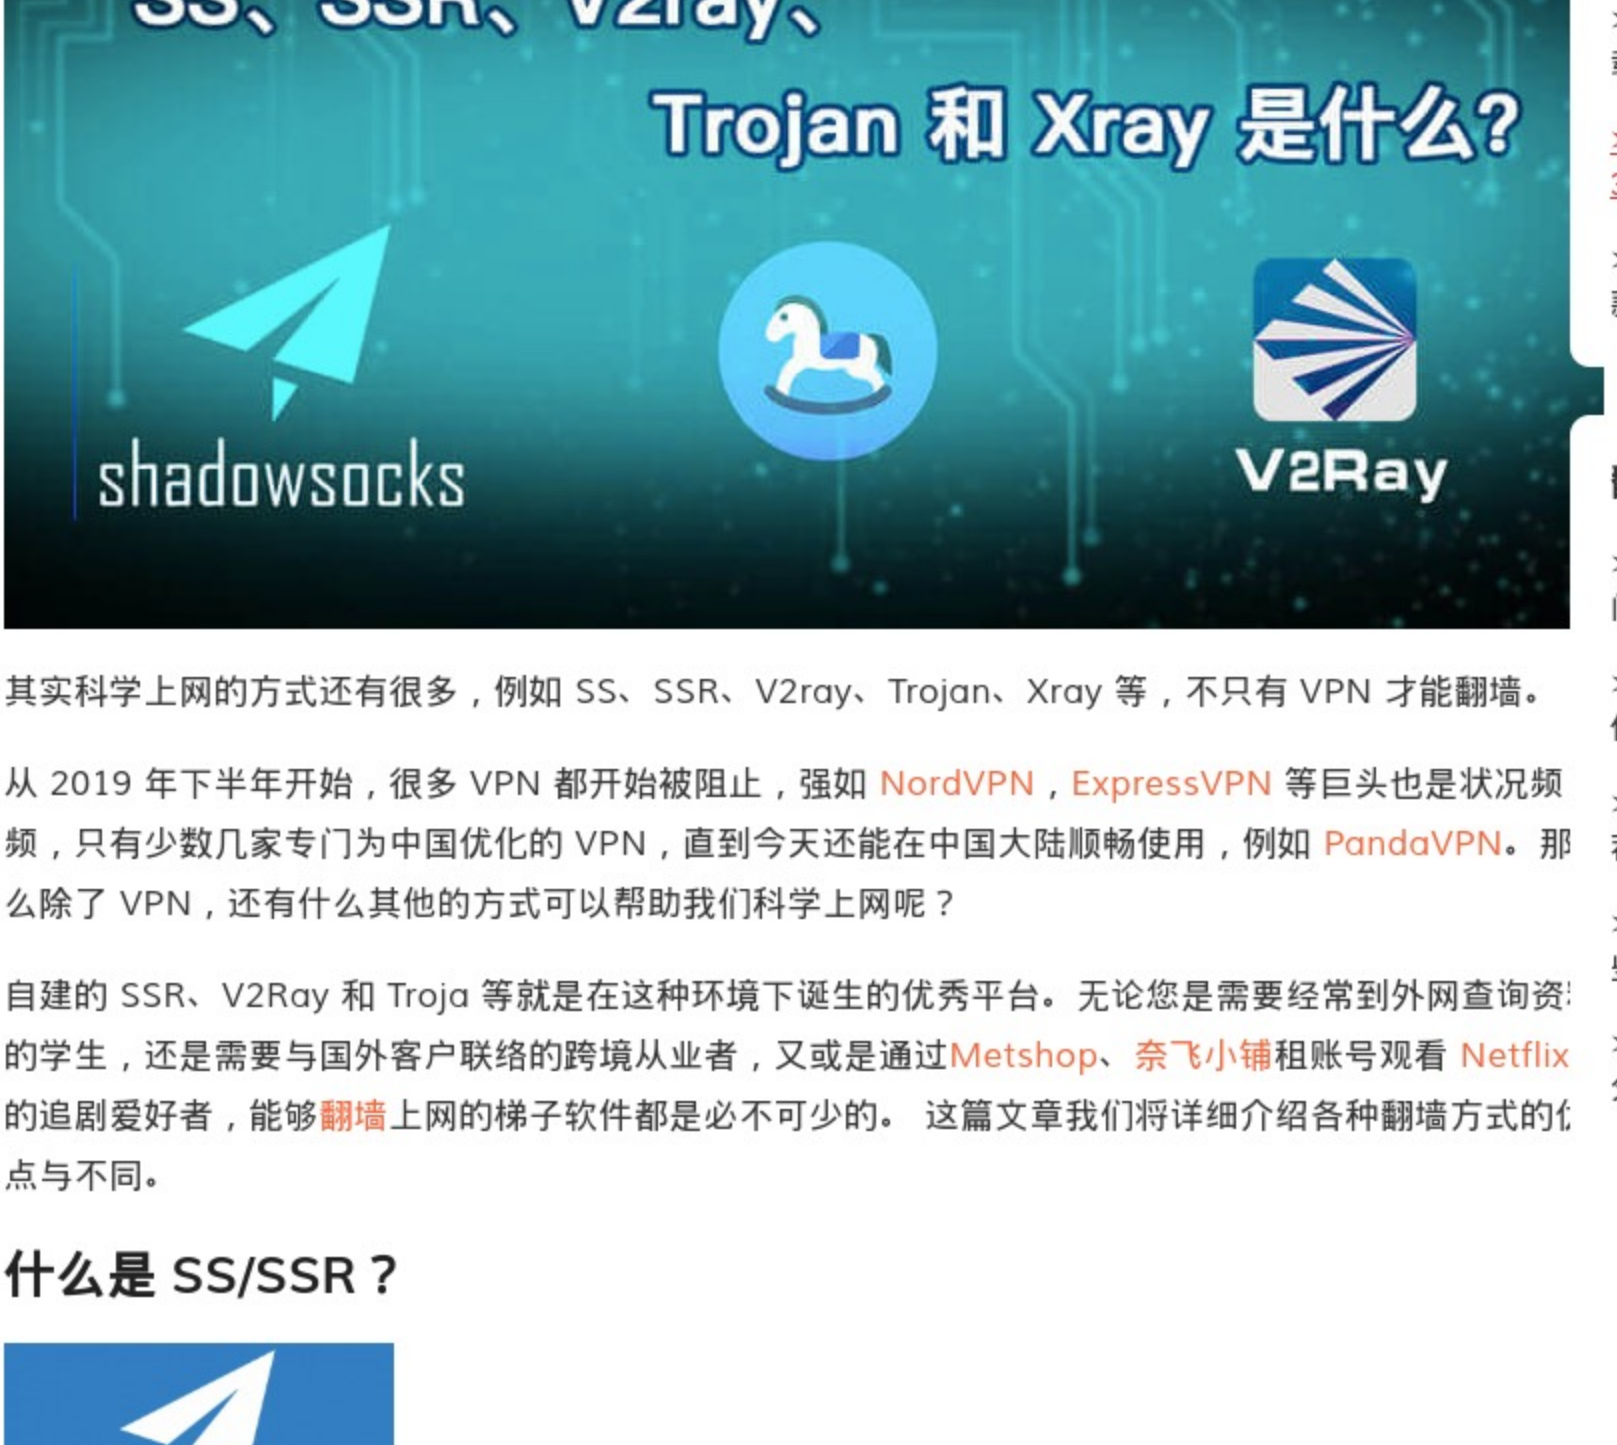 SS、SSR、V2ray、
Trojan 和 Xray 是什么?
shadowsocks
V2Ray
其实科学上网的方式还有很多，例如 SS、SSR、V2ray、Trojan、Xray 等，不只有 VPN 才能翻墙。
从 2019 年下半年开始，很多 VPN 都开始被阻止，强如 NordVPN，ExpressVPN 等巨头也是状况频
频，只有少数几家专门为中国优化的 VPN，直到今天还能在中国大陆顺畅使用，例如 PandaVPN。那
么除了 VPN，还有什么其他的方式可以帮助我们科学上网呢？
自建的 SSR、V2Ray 和 Troja 等就是在这种环境下诞生的优秀平台。无论您是需要经常到外网查询资
的学生，还是需要与国外客户联络的跨境从业者，又或是通过Metshop、奈飞小铺租账号观看 Netflix
的追剧爱好者，能够翻墙上网的梯子软件都是必不可少的。 这篇文章我们将详细介绍各种翻墙方式的
点与不同。
什么是 SS/SSR？